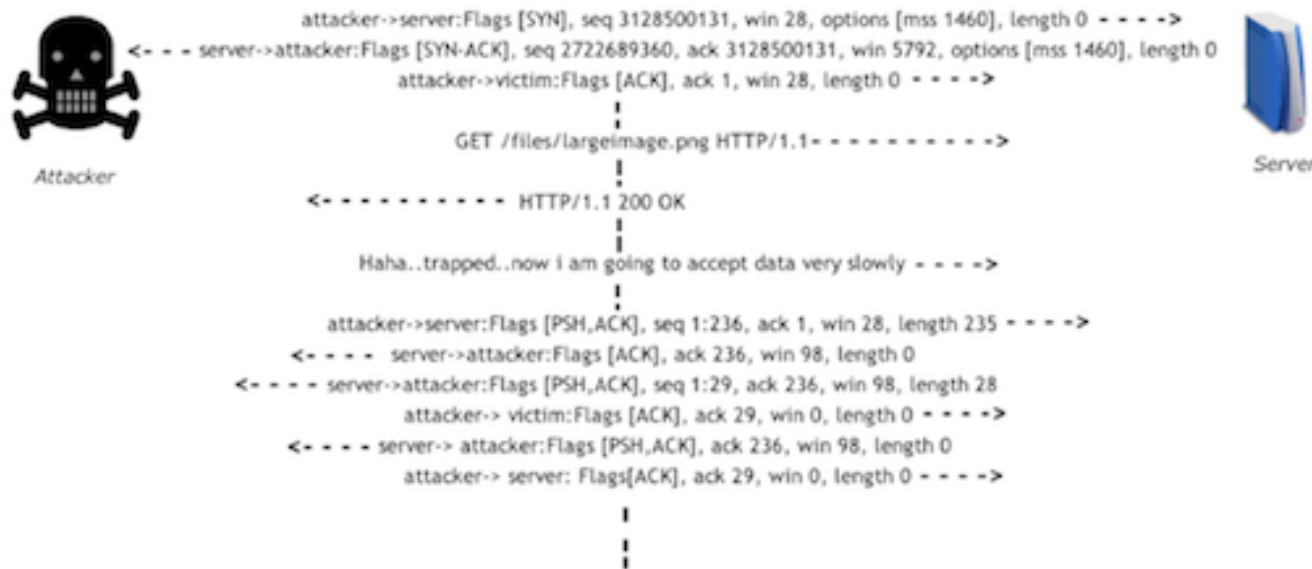 attacker->server:Flags [SYN], seq 3128500131, win 28, options [mss 1460], length 0
server->attacker:Flags [SYN-ACK], seq 2722689360, ack 3128500131, win 5792, options [mss 1460], length 0
attacker->victim:Flags [ACK], ack 1, win 28, length 0
GET /files/largeimage.png HTTP/1.1
Attacker
Server
HTTP/1.1 200 OK
Haha..trapped..now i am going to accept data very slowly
attacker->server:Flags [PSH,ACK], seq 1:236, ack 1, win 28, length 235
server->attacker:Flags [ACK], ack 236, win 98, length 0
server->attacker:Flags [PSH,ACK], seq 1:29, ack 236, win 98, length 28
attacker-> victim:Flags [ACK], ack 29, win 0, length 0
server-> attacker:Flags [PSH,ACK], ack 236, win 98, length 0
attacker-> server: Flags[ACK], ack 29, win 0, length 0